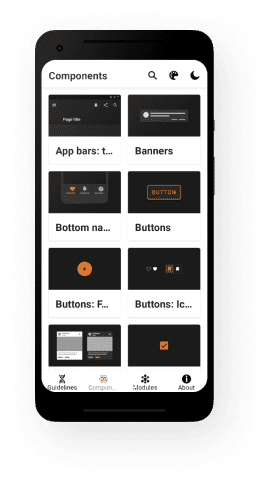 Components
Page title
App bars: t...
Banners
BUTTON
Bottom na...
Buttons
Buttons: F...
Buttons: Ic...
Guidelines
Compon...
Modules
About